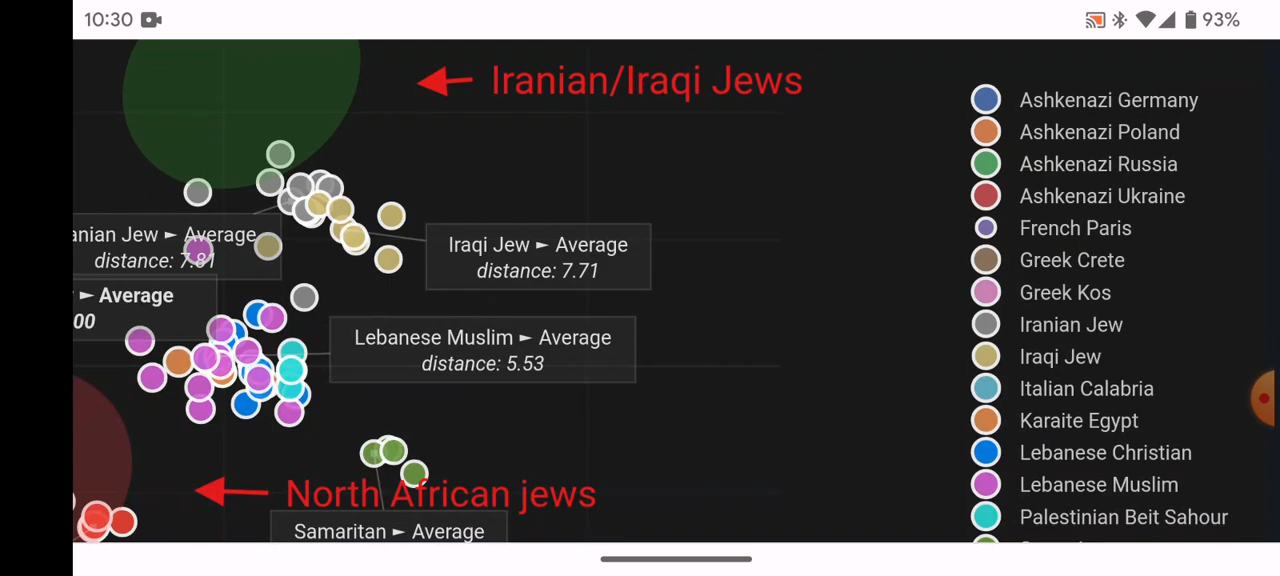 10:30
93%
Iranian/Iraqi Jews
anian Jew ► Average
distance: 7.81
Iraqi Jew ► Average
distance: 7.71
► Average
00
Lebanese Muslim ► Average
distance: 5.53
North African jews
Samaritan ► Average
Ashkenazi Germany
Ashkenazi Poland
Ashkenazi Russia
Ashkenazi Ukraine
French Paris
Greek Crete
Greek Kos
Iranian Jew
Iraqi Jew
Italian Calabria
Karaite Egypt
Lebanese Christian
Lebanese Muslim
Palestinian Beit Sahour